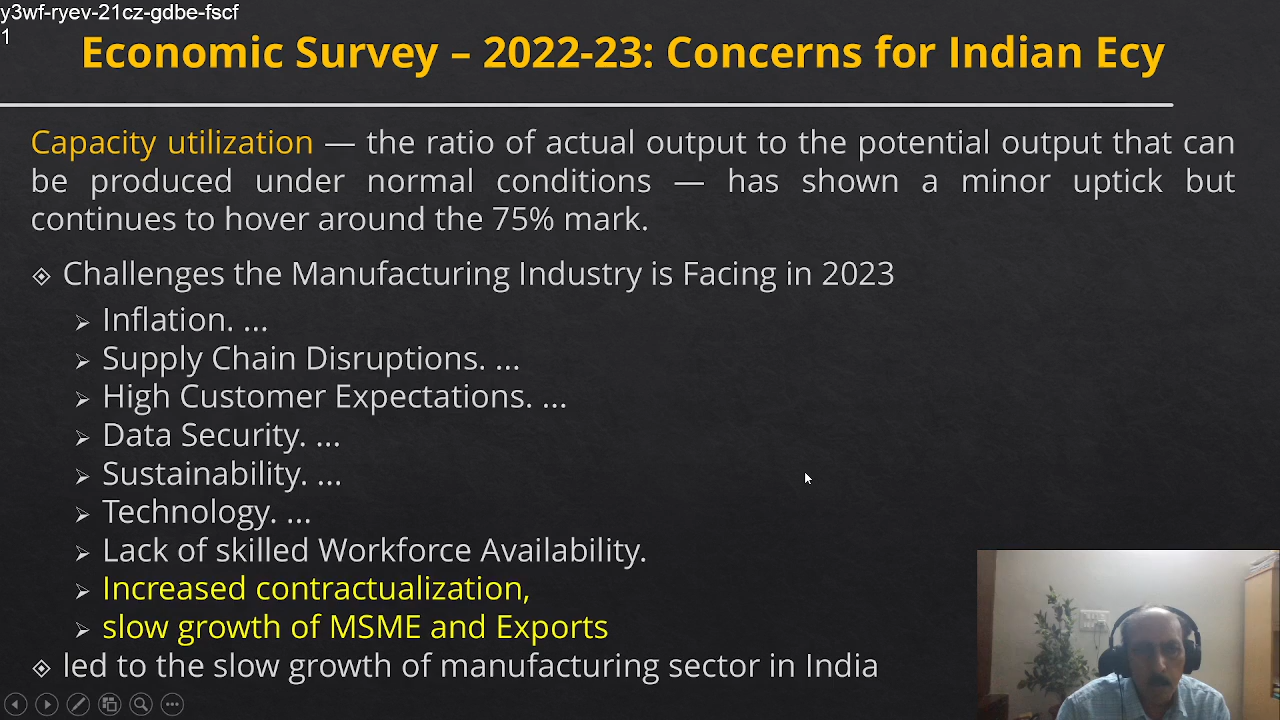 y3wf-ryev-21cz-gdbe-fscf
1
Economic Survey – 2022-23: Concerns for Indian Ecy
Capacity utilization — the ratio of actual output to the potential output that can
be produced under normal conditions — has shown a minor uptick but
continues to hover around the 75% mark.
Challenges the Manufacturing Industry is Facing in 2023
Inflation. ...
Supply Chain Disruptions. ...
High Customer Expectations. ...
Data Security. ...
Sustainability. ...
Technology. ...
Lack of skilled Workforce Availability.
Increased contractualization,
slow growth of MSME and Exports
led to the slow growth of manufacturing sector in India